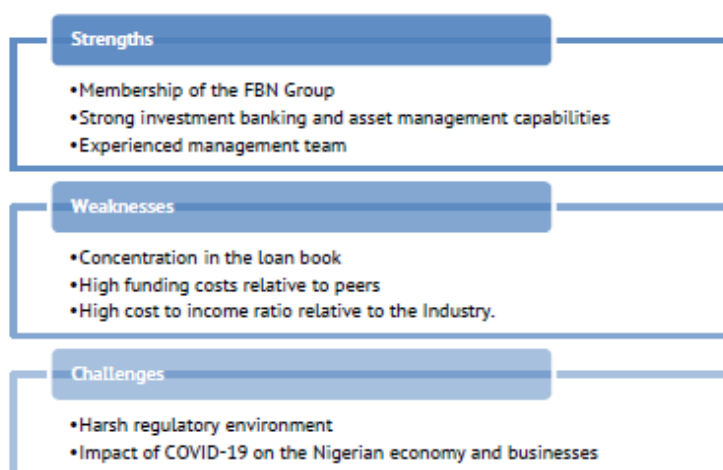 Strengths
•Membership of the FBN Group
•Strong investment banking and asset management capabilities
•Experienced management team
Weaknesses
•Concentration in the loan book
•High funding costs relative to peers
•High cost to income ratio relative to the Industry.
Challenges
•Harsh regulatory environment
•Impact of COVID-19 on the Nigerian economy and businesses